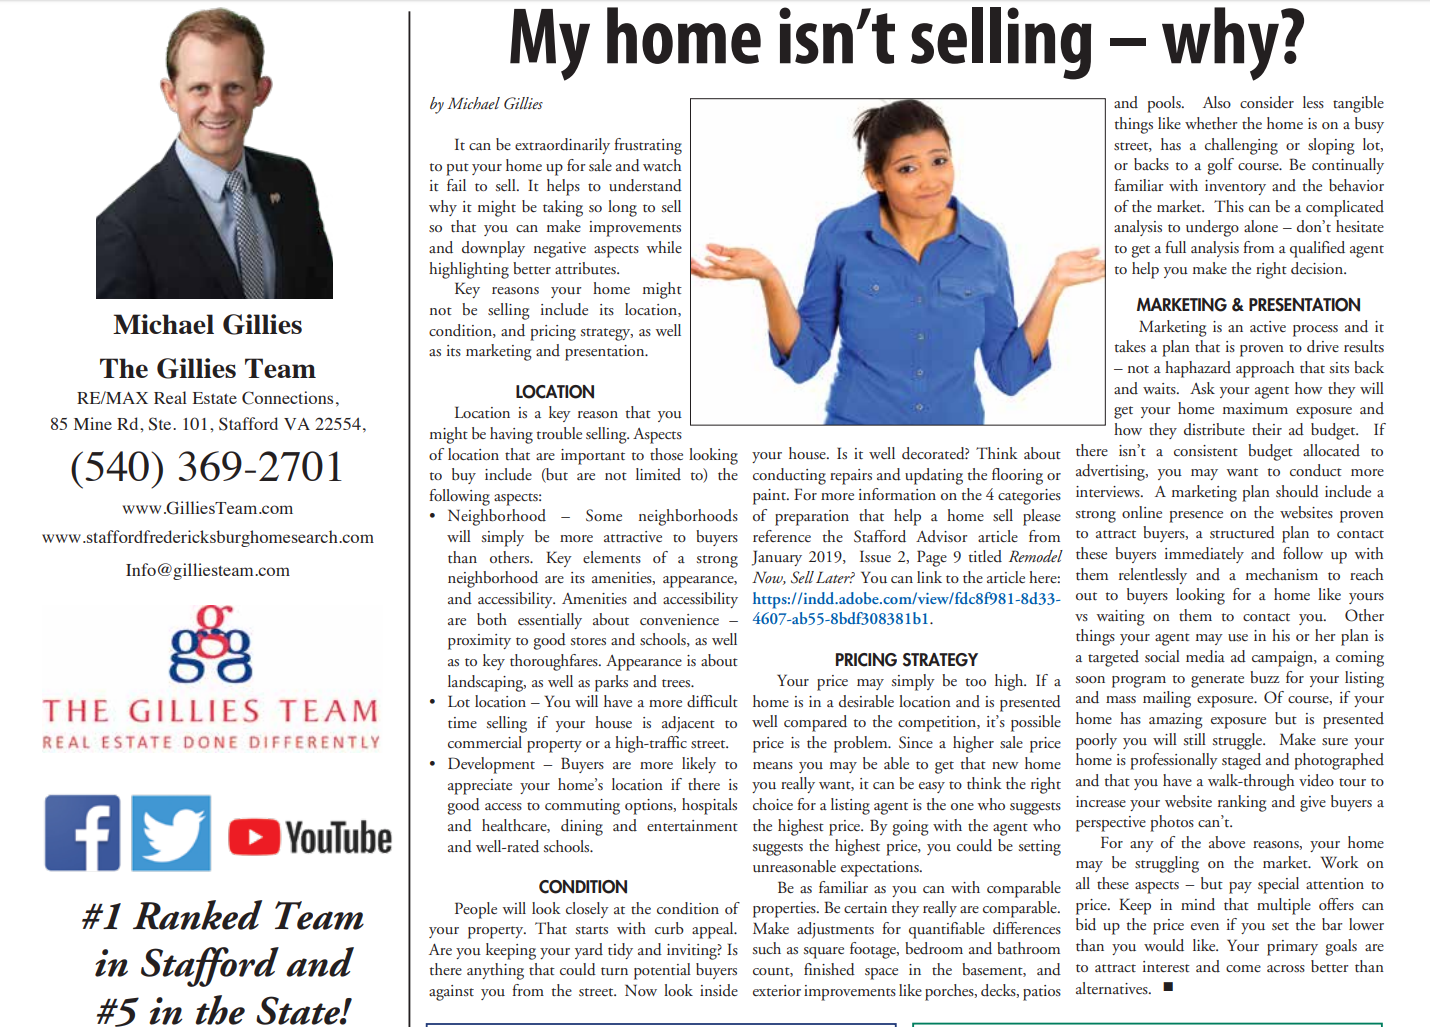 My home isn't selling – why?
Michael Gillies
The Gillies Team
RE/MAX Real Estate Connections,
85 Mine Rd, Ste. 101, Stafford VA 22554,
(540) 369-2701
www.GilliesTeam.com
www.staffordfredericksburghomesearch.com
Info@gilliesteam.com
ggg
THE GILLIES TEAM
REAL ESTATE DONE DIFFERENTLY
f
YouTube
#1 Ranked Team
in Stafford and
#5 in the State!
by Michael Gillies
It can be extraordinarily frustrating
to put your home up for sale and watch
it fail to sell. It helps to understand
why it might be taking so long to sell
so that you can make improvements
and downplay negative aspects while
highlighting better attributes.
Key reasons your home might
not be selling include its location,
condition, and pricing strategy, as well
as its marketing and presentation.
LOCATION
Location is a key reason that you
might be having trouble selling. Aspects
of location that are important to those looking
to buy include (but are not limited to) the
following aspects:
• Neighborhood – Some neighborhoods
will simply be more attractive to buyers
than others. Key elements of a strong
neighborhood are its amenities, appearance,
and accessibility. Amenities and accessibility
are both essentially about convenience –
proximity to good stores and schools, as well
as to key thoroughfares. Appearance is about
landscaping, as well as parks and trees.
• Lot location – You will have a more difficult
time selling if your house is adjacent to
commercial property or a high-traffic street.
• Development – Buyers are more likely to
appreciate your home's location if there is
good access to commuting options, hospitals
and healthcare, dining and entertainment
and well-rated schools.
CONDITION
People will look closely at the condition of
your property. That starts with curb appeal.
Are you keeping your yard tidy and inviting? Is
there anything that could turn potential buyers
against you from the street. Now look inside
your house. Is it well decorated? Think about
conducting repairs and updating the flooring or
paint. For more information on the 4 categories
of preparation that help a home sell please
reference the Stafford Advisor article from
January 2019, Issue 2, Page 9 titled Remodel
Now, Sell Later? You can link to the article here:
https://indd.adobe.com/view/fdc8f981-8d33-
4607-ab55-8bdf308381b1.
PRICING STRATEGY
Your price may simply be too high. If a
home is in a desirable location and is presented
well compared to the competition, it's possible
price is the problem. Since a higher sale price
means you may be able to get that new home
you really want, it can be easy to think the right
choice for a listing agent is the one who suggests
the highest price. By going with the agent who
suggests the highest price, you could be setting
unreasonable expectations.
Be as familiar as you can with comparable
properties. Be certain they really are comparable.
Make adjustments for quantifiable differences
such as square footage, bedroom and bathroom
count, finished space in the basement, and
exterior improvements like porches, decks, patios
and pools. Also consider less tangible
things like whether the home is on a busy
street, has a challenging or sloping lot,
or backs to a golf course. Be continually
familiar with inventory and the behavior
of the market. This can be a complicated
analysis to undergo alone – don't hesitate
to get a full analysis from a qualified agent
to help you make the right decision.
MARKETING & PRESENTATION
Marketing is an active process and it
takes a plan that is proven to drive results
– not a haphazard approach that sits back
and waits. Ask your agent how they will
get your home maximum exposure and
how they distribute their ad budget. If
there isn't a consistent budget allocated to
advertising, you may want to conduct more
interviews. A marketing plan should include a
strong online presence on the websites proven
to attract buyers, a structured plan to contact
these buyers immediately and follow up with
them relentlessly and a mechanism to reach
out to buyers looking for a home like yours
vs waiting on them to contact you. Other
things your agent may use in his or her plan is
a targeted social media ad campaign, a coming
soon program to generate buzz for your listing
and mass mailing exposure. Of course, if your
home has amazing exposure but is presented
poorly you will still struggle. Make sure your
home is professionally staged and photographed
and that you have a walk-through video tour to
increase your website ranking and give buyers a
perspective photos can't.
For any of the above reasons, your home
may be struggling on the market. Work on
all these aspects – but pay special attention to
price. Keep in mind that multiple offers can
bid up the price even if you set the bar lower
than you would like. Your primary goals are
to attract interest and come across better than
alternatives. ■